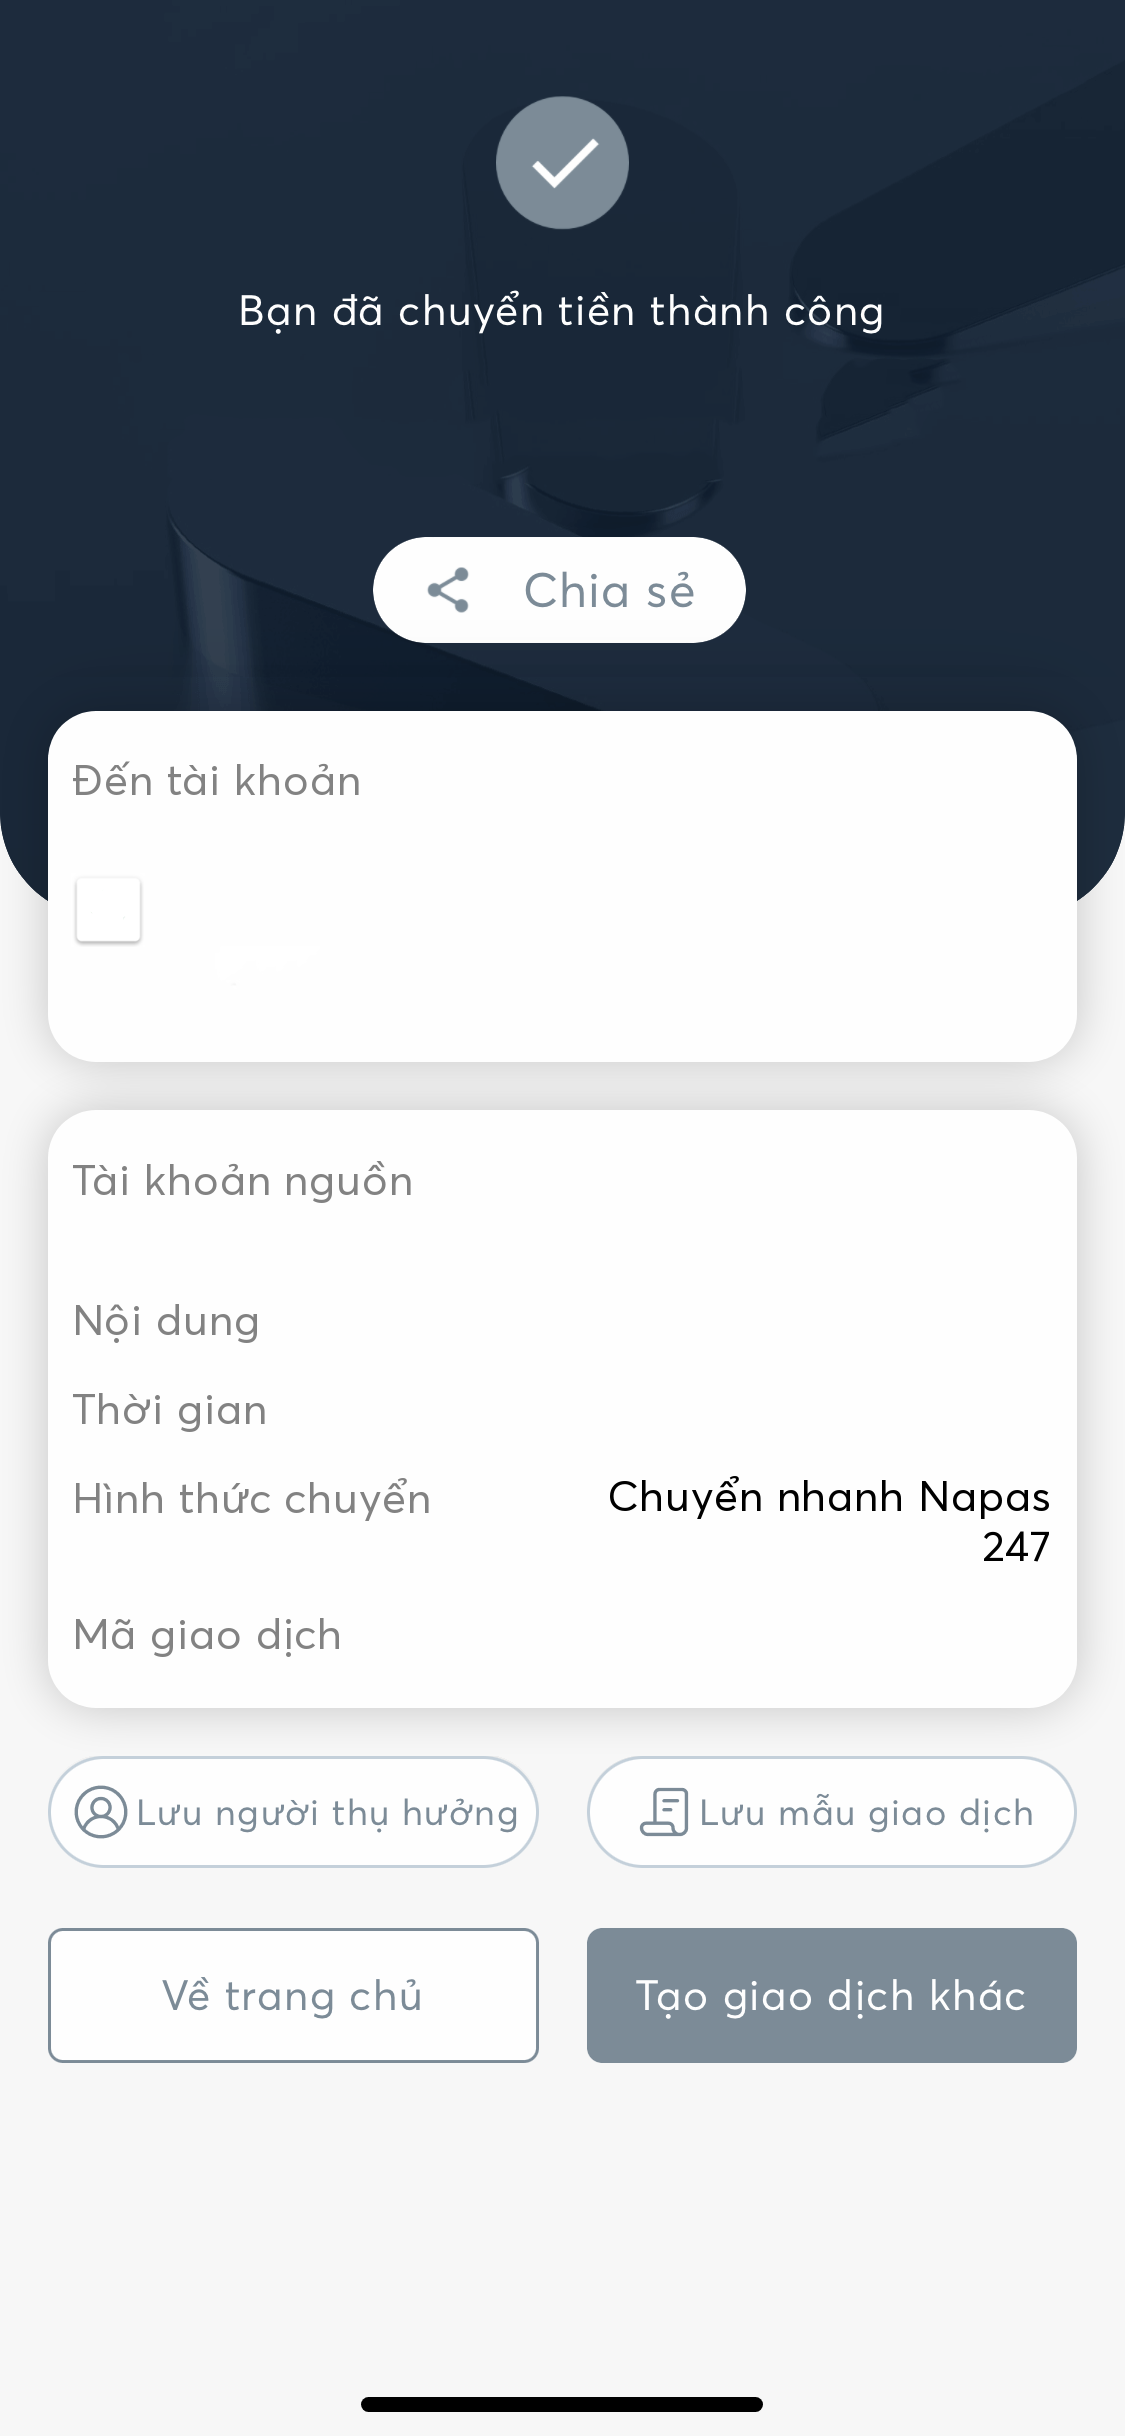 Bạn đã chuyển tiền thành công
Chia sẻ
Đến tài khoản
Tài khoản nguồn
Nội dung
Thời gian
Hình thức chuyển
Chuyển nhanh Napas
247
Mã giao dịch
Lưu người thụ hưởng
Lưu mẫu giao dịch
Về trang chủ
Tạo giao dịch khác